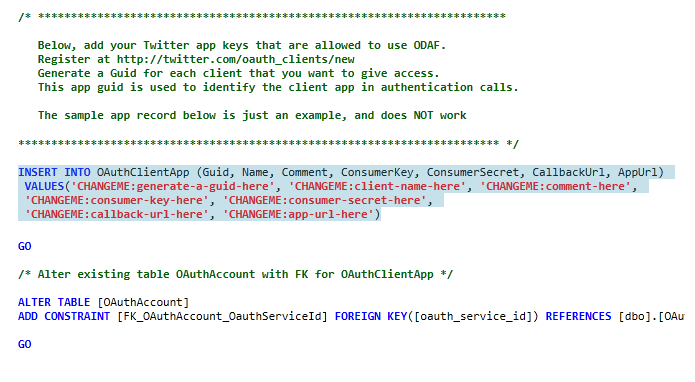 /* ***********************************************************************
Below, add your Twitter app keys that are allowed to use ODAF.
Register at http://twitter.com/oauth_clients/new
Generate a Guid for each client that you want to give access.
This app guid is used to identify the client app in authentication calls.
The sample app record below is just an example, and does NOT work
************************************************************************* */
INSERT INTO OAuthClientApp (Guid, Name, Comment, ConsumerKey, ConsumerSecret, CallbackUrl, AppUrl)
VALUES('CHANGEME:generate-a-guid-here', 'CHANGEME:client-name-here', 'CHANGEME:comment-here',
'CHANGEME:consumer-key-here', 'CHANGEME:consumer-secret-here',
'CHANGEME:callback-url-here', 'CHANGEME:app-url-here')
GO
/* Alter existing table OAuthAccount with FK for OAuthClientApp */
ALTER TABLE [OAuthAccount]
ADD CONSTRAINT [FK_OAuthAccount_OauthServiceId] FOREIGN KEY([oauth_service_id]) REFERENCES [dbo].[OAu
GO